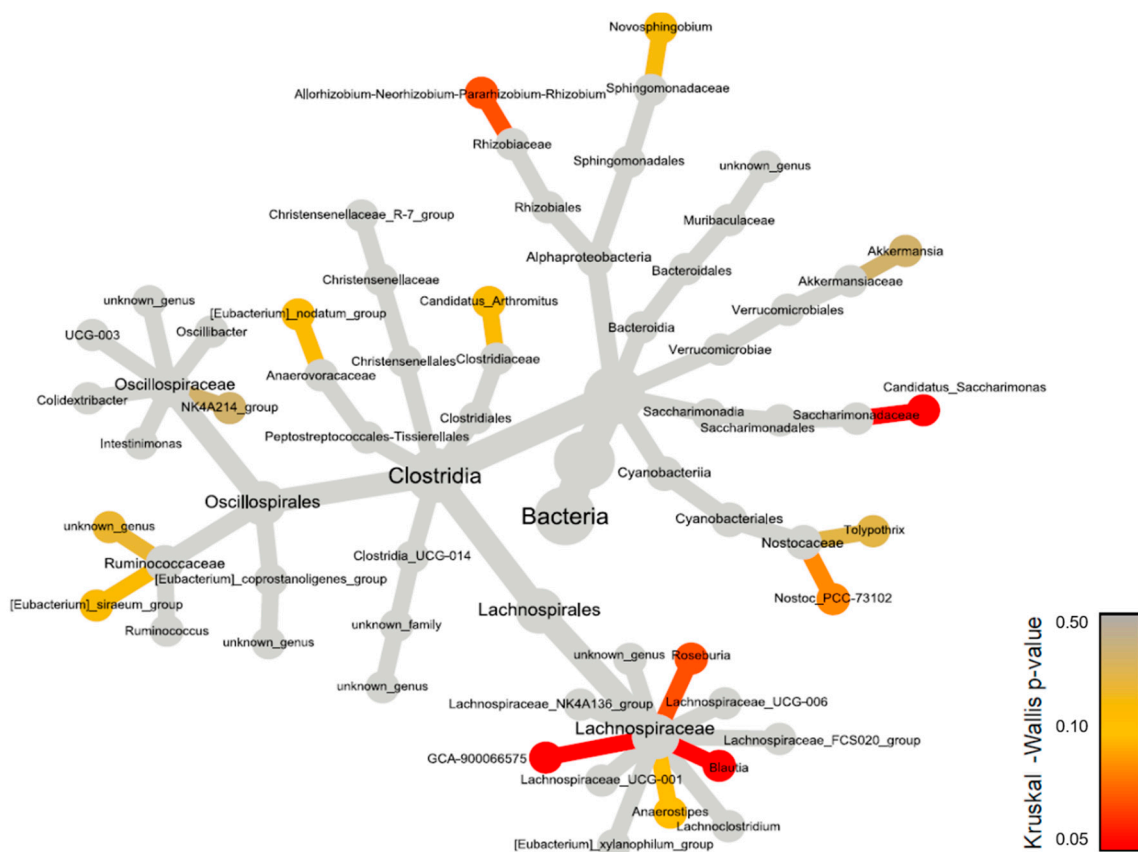 Novosphingobium
Allorhizobium-Neorhizobium-Pararhizobium-Rhizobium
Sphingomonadaceae
Rhizobiaceae
Sphingomonadales
unknown_genus
Christensenellaceae_R-7_group
Rhizobiales
Muribaculaceae
Alphaproteobacteria
Akkermansia
Bacteroidales
Christensenellaceae
Akkermansiaceae
unknown_genus
Candidatus_Arthromitus
[Eubacterium]_nodatum_group
Verrucomicrobiales
Bacteroidia
UCG-003
Oscillibacter
Verrucomicrobiae
Christensenellales
Clostridiaceae
Anaerovoracaceae
Oscillospiraceae
Candidatus_Saccharimonas
Colidextribacter
NK4A214_group
Saccharimonadia
Saccharimonadaceae
Clostridiales
Saccharimonadales
Intestinimonas
Peptostreptococcales-Tissierellales
Clostridia
Cyanobacteriia
Oscillospirales
Bacteria
Cyanobacteriales
unknown_genus
Tolypothrix
Nostocaceae
Clostridia_UCG-014
Ruminococcaceae
[Eubacterium]_coprostanoligenes_group
Nostoc_PCC-73102
[Eubacterium]_siraeum_group
Lachnospirales
unknown_family
Ruminococcus
unknown_genus
unknown_genus
Roseburia
unknown_genus
Lachnospiraceae_NK4A136_group
Lachnospiraceae_UCG-006
Lachnospiraceae
Lachnospiraceae_FCS020_group
GCA-900066575
Blautia
Lachnospiraceae_UCG-001
Anaerostipes
Lachnoclostridium
[Eubacterium]_xylanophilum_group
Kruskal -Wallis p-value
0.50
0.10
0.05